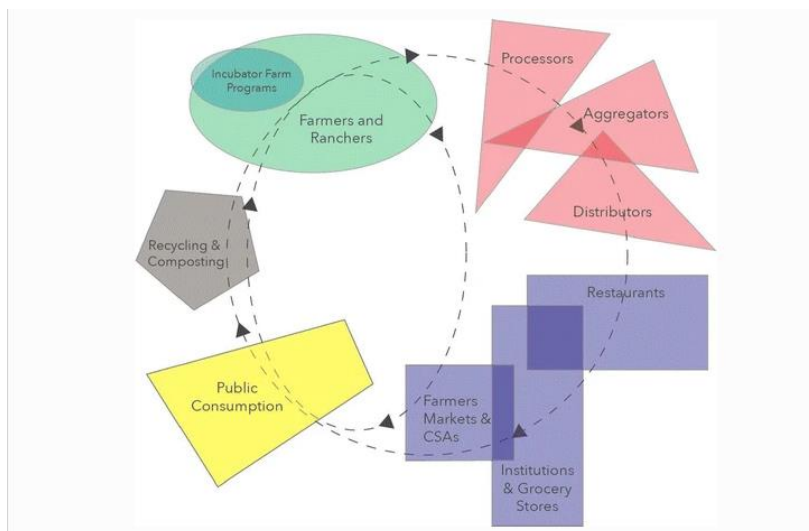 Incubator Farm
Programs
Farmers and
Ranchers
Processors
Aggregators
Distributors
Recycling &
Composting
Restaurants
Public
Consumption
Farmers
Markets &
CSAs
Institutions
& Grocery
Stores